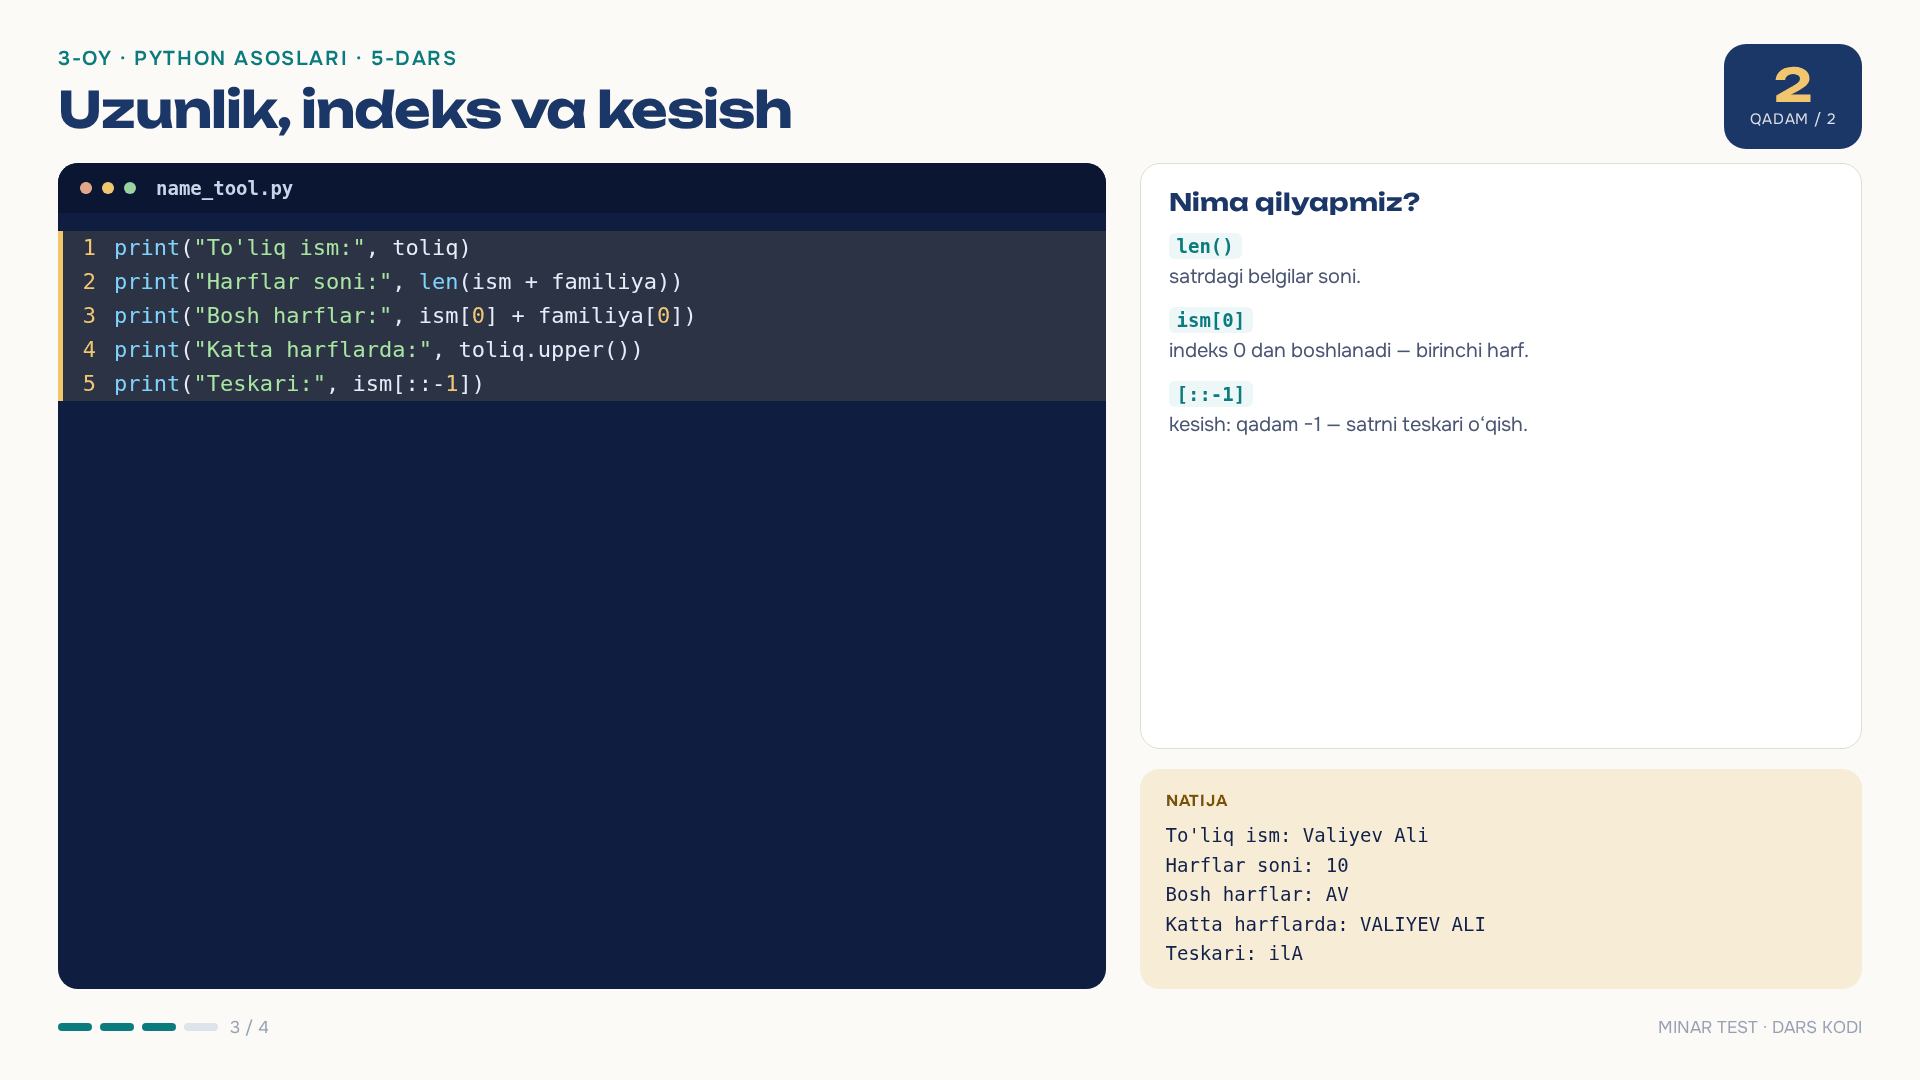 3-OY · PYTHON ASOSLARI · 5-DARS
Uzunlik, indeks va kesish
2
QADAM / 2
name_tool.py
1 print("To'liq ism:", toliq)
2 print("Harflar soni:", len(ism + familiya))
3 print("Bosh harflar:", ism[0] + familiya[0])
4 print("Katta harflarda:", toliq.upper())
5 print("Teskari:", ism[::-1])
Nima qilyapmiz?
len()
satrdagi belgilar soni.
ism[0]
indeks 0 dan boshlanadi — birinchi harf.
[::-1]
kesish: qadam −1 — satrni teskari oʻqish.
NATIJA
To'liq ism: Valiyev Ali
Harflar soni: 10
Bosh harflar: AV
Katta harflarda: VALIYEV ALI
Teskari: ilA
3 / 4
MINAR TEST · DARS KODI